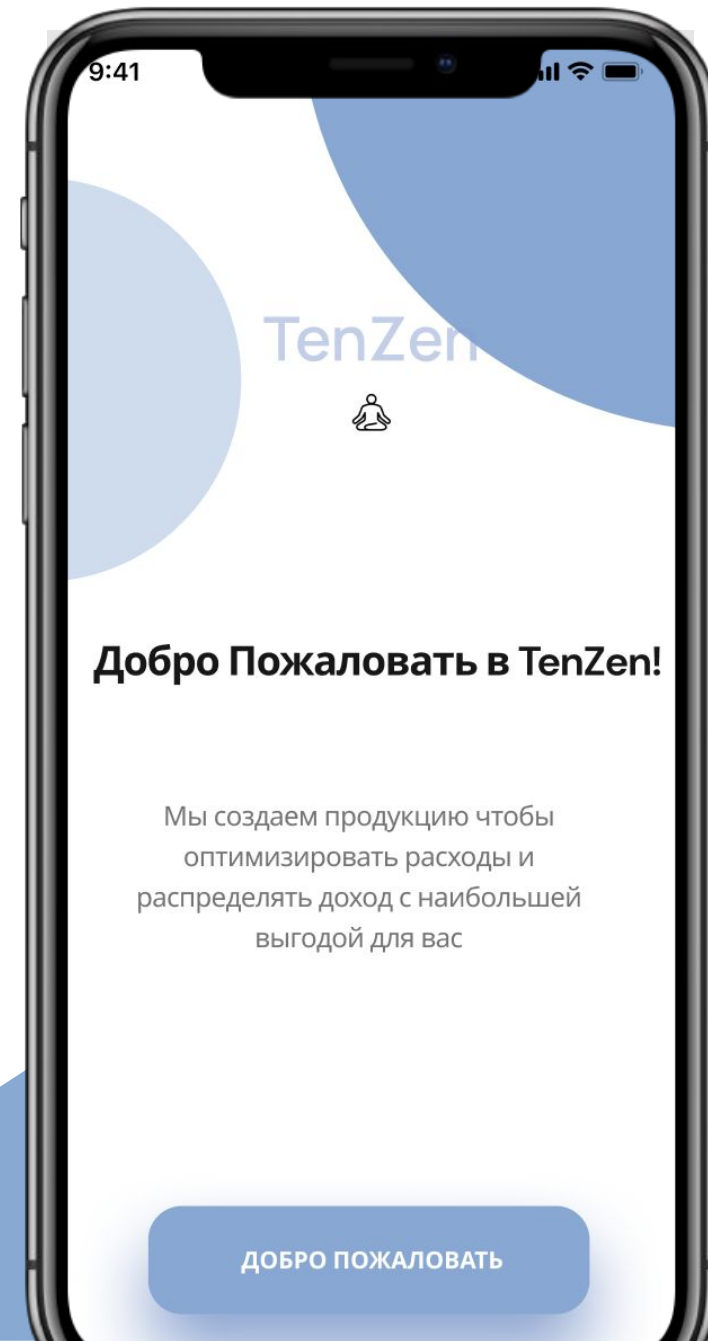 9:41
TenZen
Добро Пожаловать в TenZen!
Мы создаем продукцию чтобы
оптимизировать расходы и
распределять доход с наибольшей
выгодой для вас
ДОБРО ПОЖАЛОВАТЬ